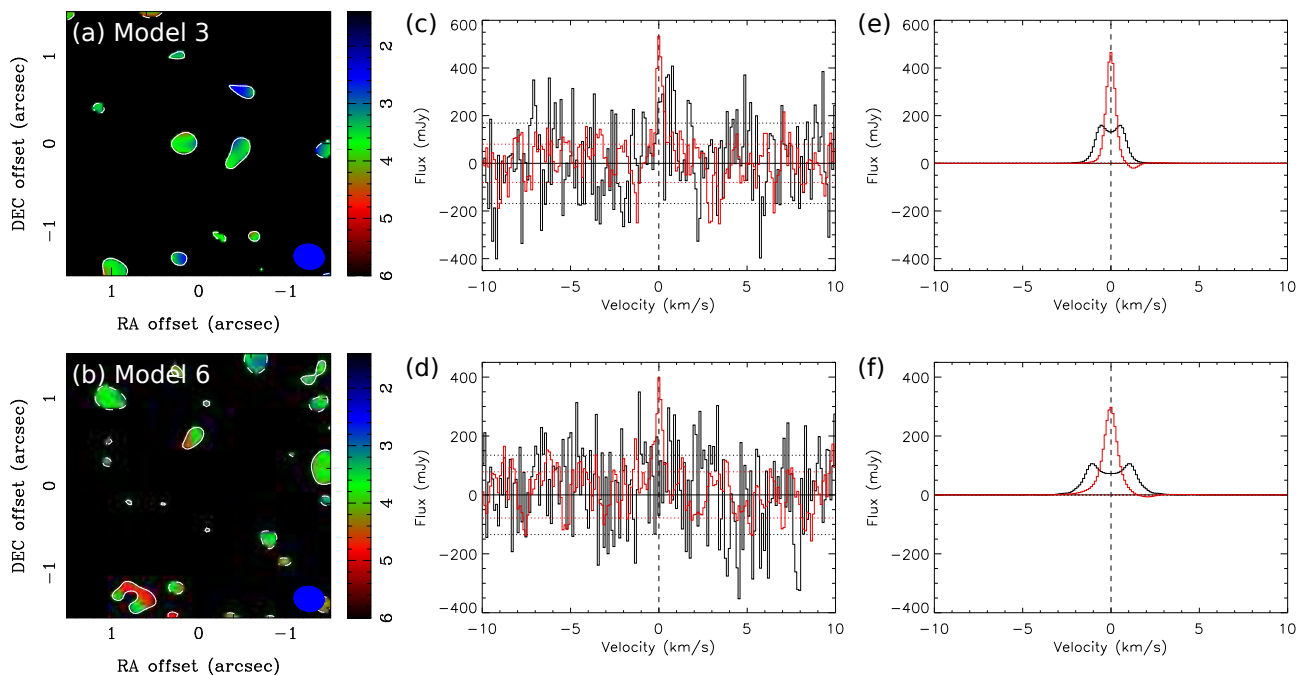 (a) Model 3
DEC offset (arcsec)
1
0
−1
1 0 −1
RA offset (arcsec)
2
3
4
5
6
(c)
600
400
200
0
−200
−400
Flux (mJy)
−10 −5 0 5 10
Velocity (km/s)
(e)
600
400
200
0
−200
−400
Flux (mJy)
−10 −5 0 5 10
Velocity (km/s)
(b) Model 6
DEC offset (arcsec)
1
0
−1
1 0 −1
RA offset (arcsec)
2
3
4
5
6
(d)
400
200
0
−200
−400
Flux (mJy)
−10 −5 0 5 10
Velocity (km/s)
(f)
400
200
0
−200
−400
Flux (mJy)
−10 −5 0 5 10
Velocity (km/s)